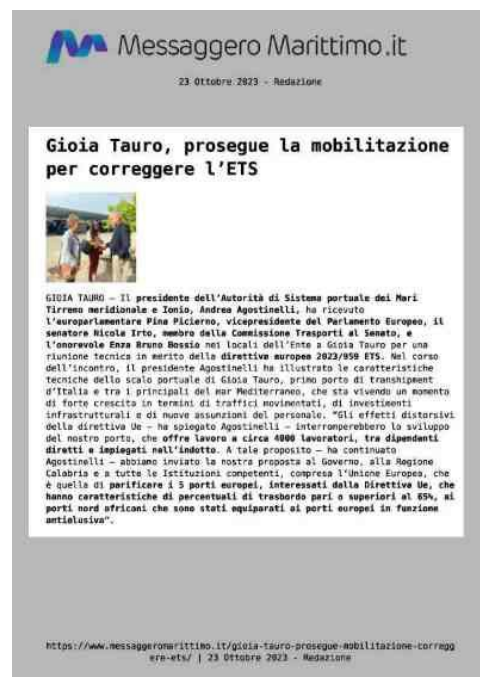 Messaggero Marittimo.it
23 Ottobre 2023 - Redazione
Gioia Tauro, prosegue la mobilitazione
per correggere l'ETS
GIOIA TAURO – Il presidente dell'Autorità di Sistema portuale dei Mari
Tirreno meridionale e Ionio, Andrea Agostinelli, ha ricevuto
l'europarlamentare Pina Picierno, vicepresidente del Parlamento Europeo, il
senatore Nicola Irto, membro della Commissione Trasporti al Senato, e
l'onorevole Enza Bruno Bossio nei locali dell'Ente a Gioia Tauro per una
riunione tecnica in merito della direttiva europea 2023/959 ETS. Nel corso
dell'incontro, il presidente Agostinelli ha illustrato le caratteristiche
tecniche dello scalo portuale di Gioia Tauro, primo porto di transhipment
d'Italia e tra i principali del mar Mediterraneo, che sta vivendo un momento
di forte crescita in termini di traffici movimentati, di investimenti
infrastrutturali e di nuove assunzioni del personale. "Gli effetti distorsivi
della direttiva Ue – ha spiegato Agostinelli – interromperebbero lo sviluppo
del nostro porto, che offre lavoro a circa 4000 lavoratori, tra dipendenti
diretti e impiegati nell'indotto. A tale proposito – ha continuato
Agostinelli – abbiamo inviato la nostra proposta al Governo, alla Regione
Calabria e a tutte le Istituzioni competenti, compresa l'Unione Europea, che
è quella di parificare i 5 porti europei, interessati dalla Direttiva Ue, che
hanno caratteristiche di percentuali di trasbordo pari o superiori al 65%, ai
porti nord africani che sono stati equiparati ai porti europei in funzione
antielusiva".
https://www.messaggeromarittimo.it/gioia-tauro-prosegue-mobilitazione-corregg
ere-ets/ | 23 Ottobre 2023 - Redazione